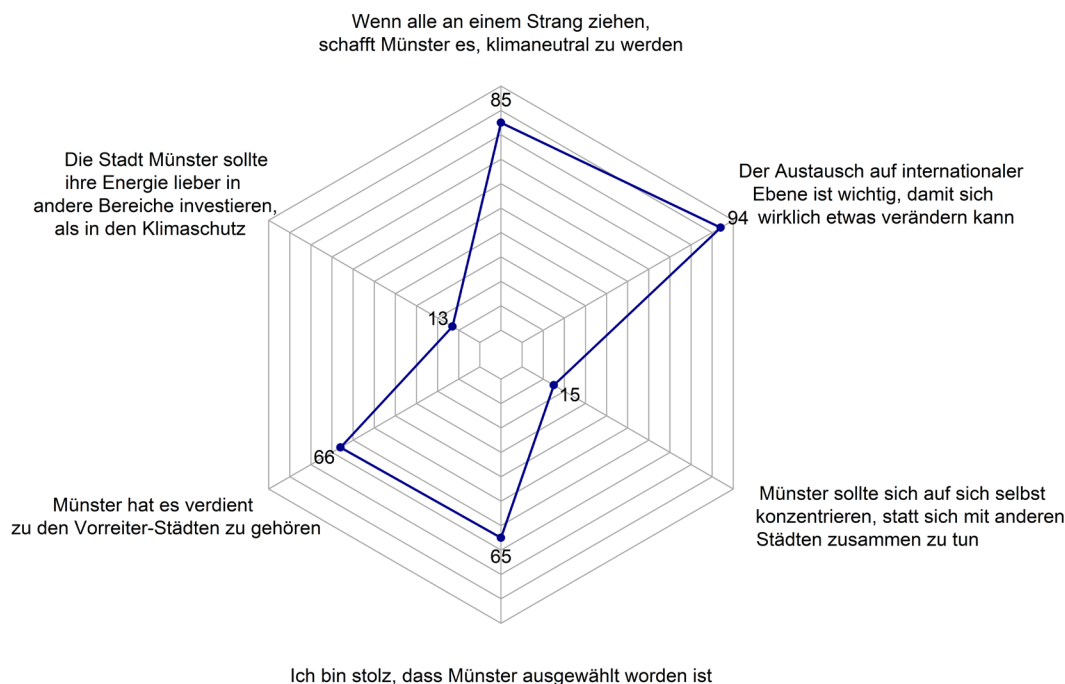 Wenn alle an einem Strang ziehen,
schafft Münster es, klimaneutral zu werden
85
Der Austausch auf internationaler
Ebene ist wichtig, damit sich
wirklich etwas verändern kann
94
Die Stadt Münster sollte
ihre Energie lieber in
andere Bereiche investieren,
als in den Klimaschutz
13
15
Münster sollte sich auf sich selbst
konzentrieren, statt sich mit anderen
Städten zusammen zu tun
66
Münster hat es verdient
zu den Vorreiter-Städten zu gehören
65
Ich bin stolz, dass Münster ausgewählt worden ist